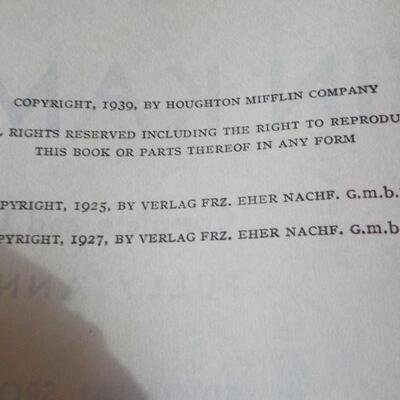 COPYRIGHT, 1939, BY HOUGHTON MIFFLIN COMPANY
RIGHTS RESERVED INCLUDING THE RIGHT TO REPRODU
THIS BOOK OR PARTS THEREOF IN ANY FORM
PYRIGHT, 1925, BY VERLAG FRZ. EHER NACHF. G.m.b.
PYRIGHT, 1927, BY VERLAG FRZ. EHER NACHF. G.m.b.